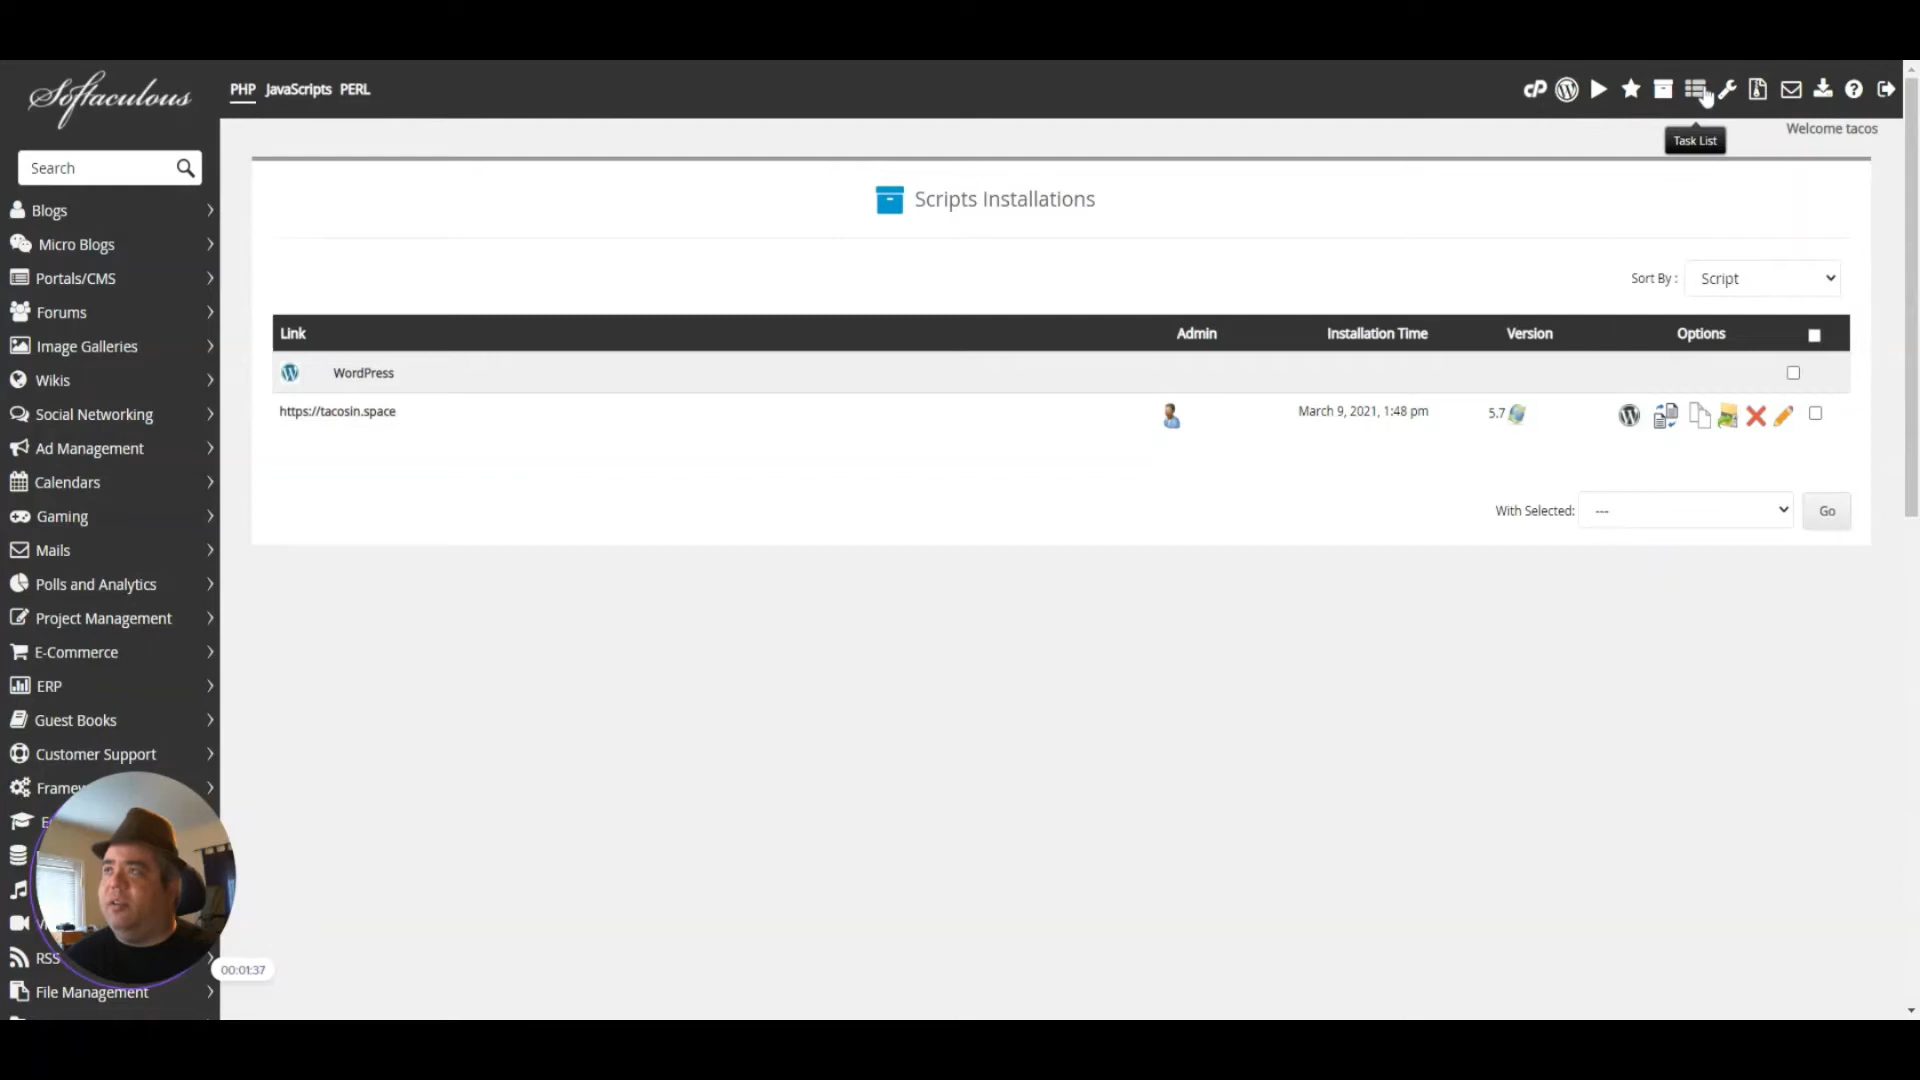 Softaculous
PHP JavaScripts PERL
cP
Task List
Welcome tacos
Search
Blogs
Micro Blogs
Portals/CMS
Forums
Image Galleries
Wikis
Social Networking
Ad Management
Calendars
Gaming
Mails
Polls and Analytics
Project Management
E-Commerce
ERP
Guest Books
Customer Support
RSS
File Management
Scripts Installations
Sort By : Script
Link Admin Installation Time Version Options
WordPress
https://tacosin.space March 9, 2021, 1:48 pm 5.7
With Selected: --- Go
00:01:37